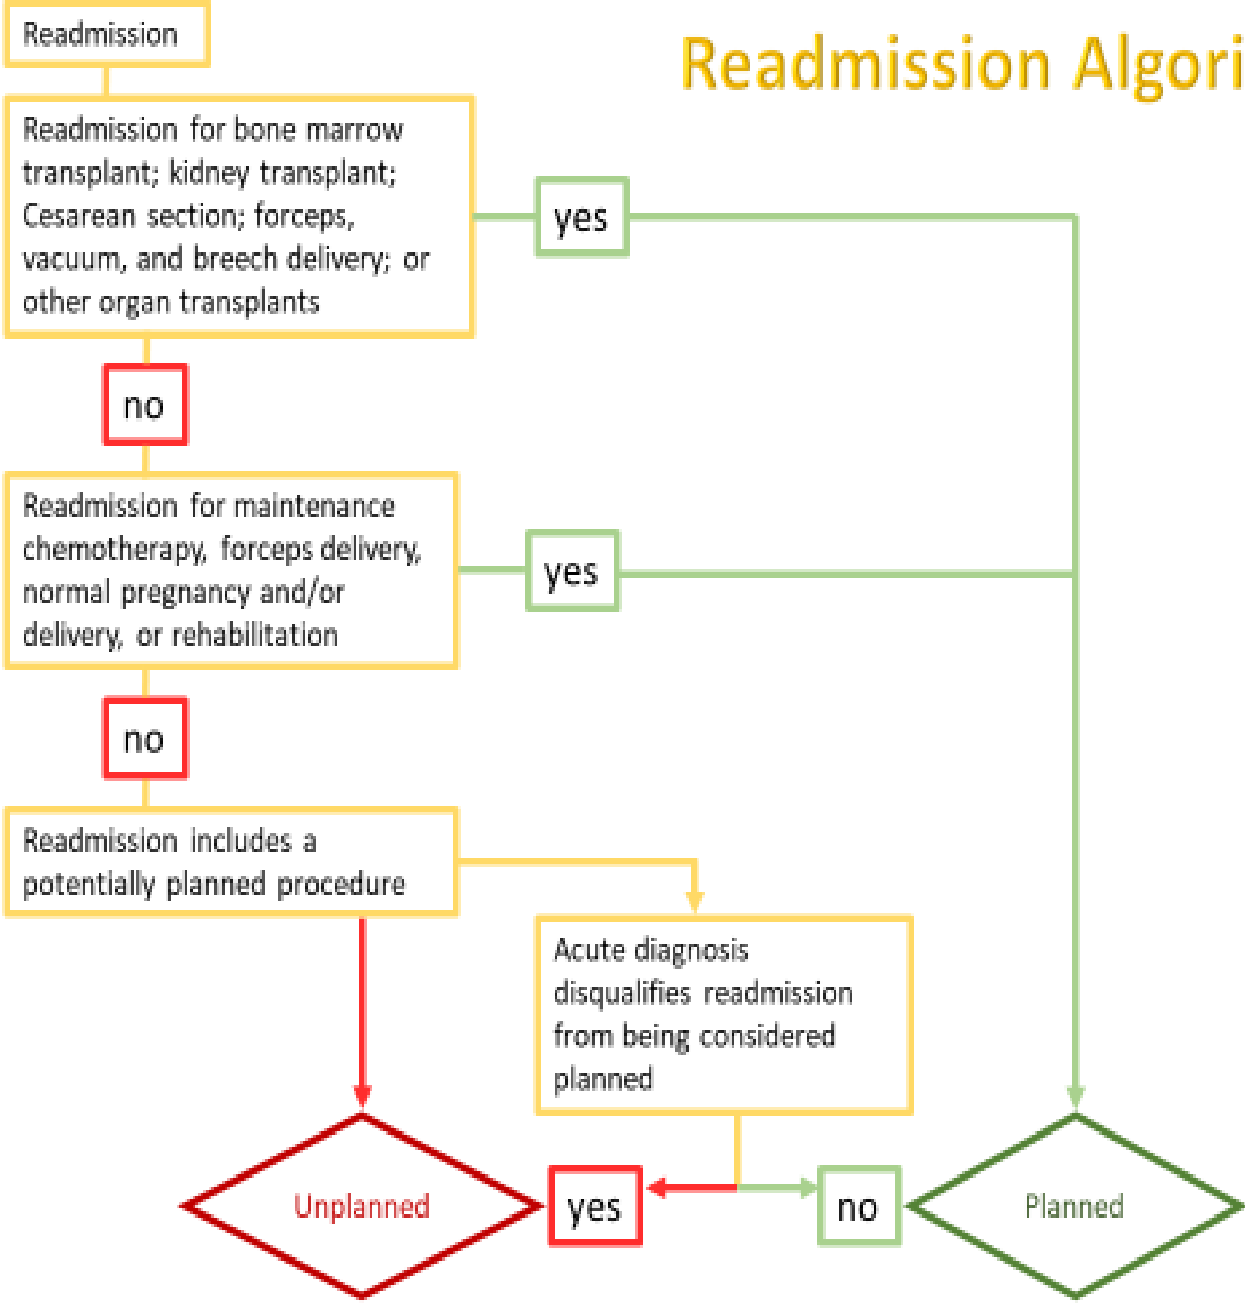 Readmission
Readmission Algori
Readmission for bone marrow
transplant; kidney transplant;
Cesarean section; forceps,
vacuum, and breech delivery; or
other organ transplants
yes
no
Readmission for maintenance
chemotherapy, forceps delivery,
normal pregnancy and/or
delivery, or rehabilitation
yes
no
Readmission includes a
potentially planned procedure
Acute diagnosis
disqualifies readmission
from being considered
planned
Unplanned
yes
no
Planned